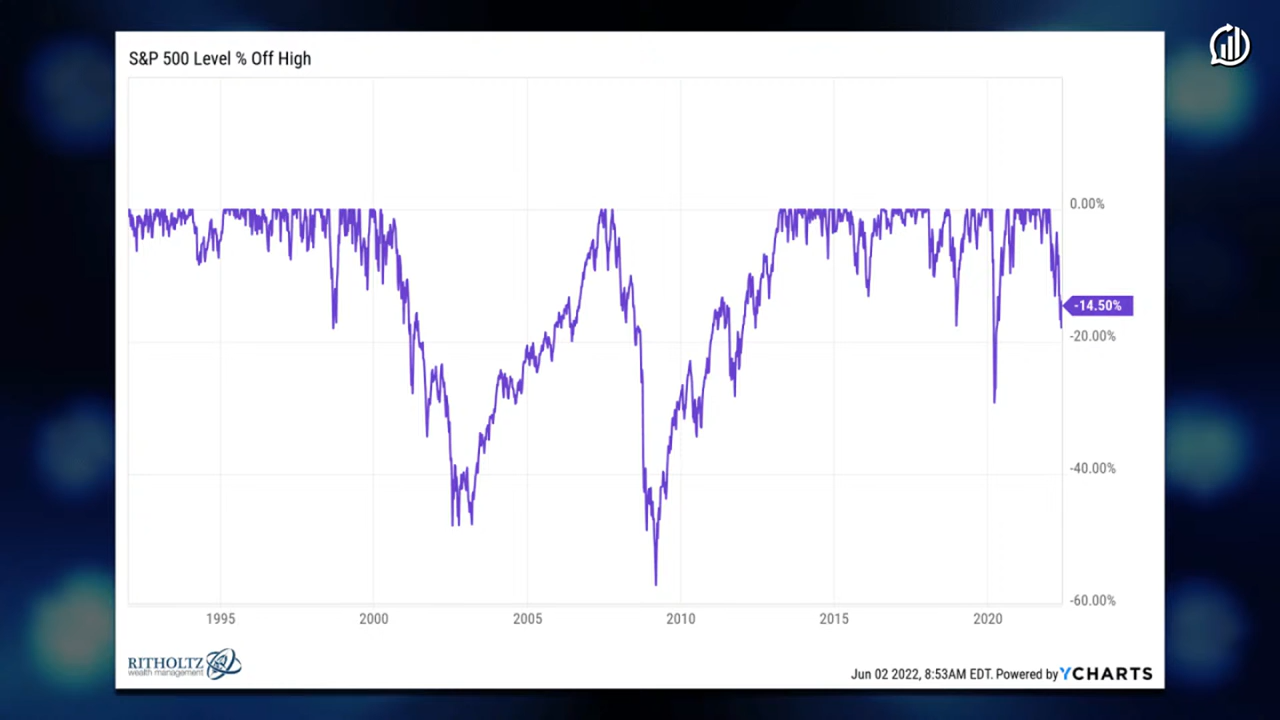 S&P 500 Level % Off High
0.00%
-14.50%
-20.00%
-40.00%
-60.00%
1995 2000 2005 2010 2015 2020
RITHOLTZ
wealth management
Jun 02 2022, 8:53AM EDT. Powered by YCHARTS